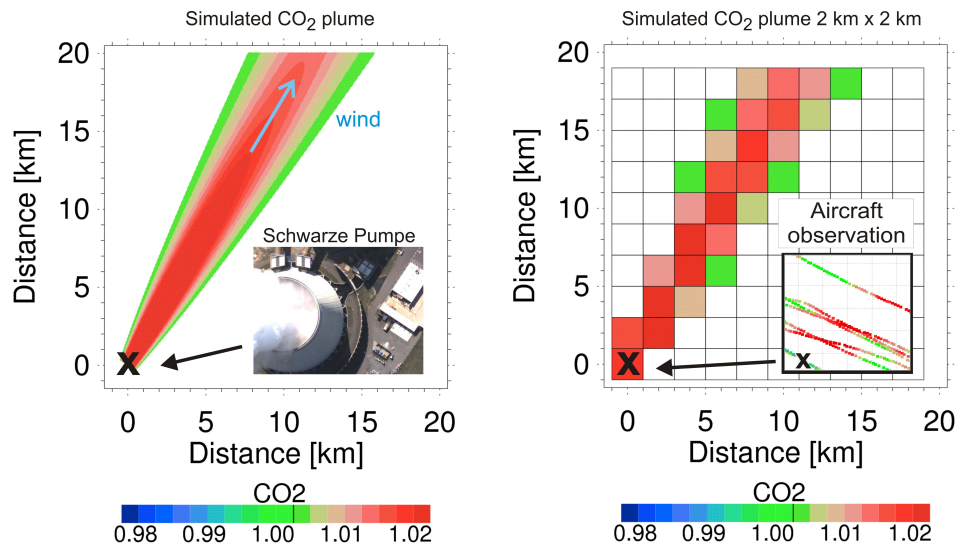 Simulated CO2 plume
20
15
10
5
0
Distance [km]
wind
Schwarze Pumpe
X
0 5 10 15 20
Distance [km]
CO2
0.98 0.99 1.00 1.01 1.02
Simulated CO2 plume 2 km x 2 km
20
15
10
5
0
Distance [km]
Aircraft
observation
X
X
0 5 10 15 20
Distance [km]
CO2
0.98 0.99 1.00 1.01 1.02